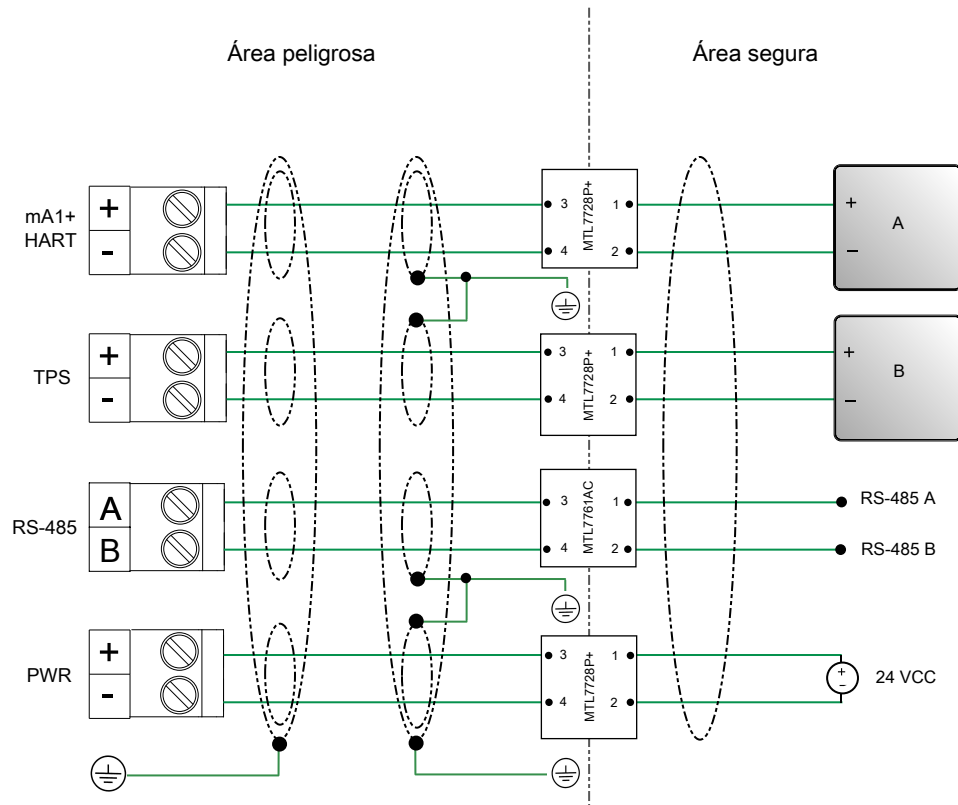 Área peligrosa
Área segura
mA1+
HART
+
-
3
4
MTL7728P+
1
2
+
−
A
TPS
+
-
3
4
MTL7728P+
1
2
+
−
B
RS-485
A
B
3
4
MTL7761AC
1
2
RS-485 A
RS-485 B
PWR
+
-
3
4
MTL7728P+
1
2
+
−
24 VCC